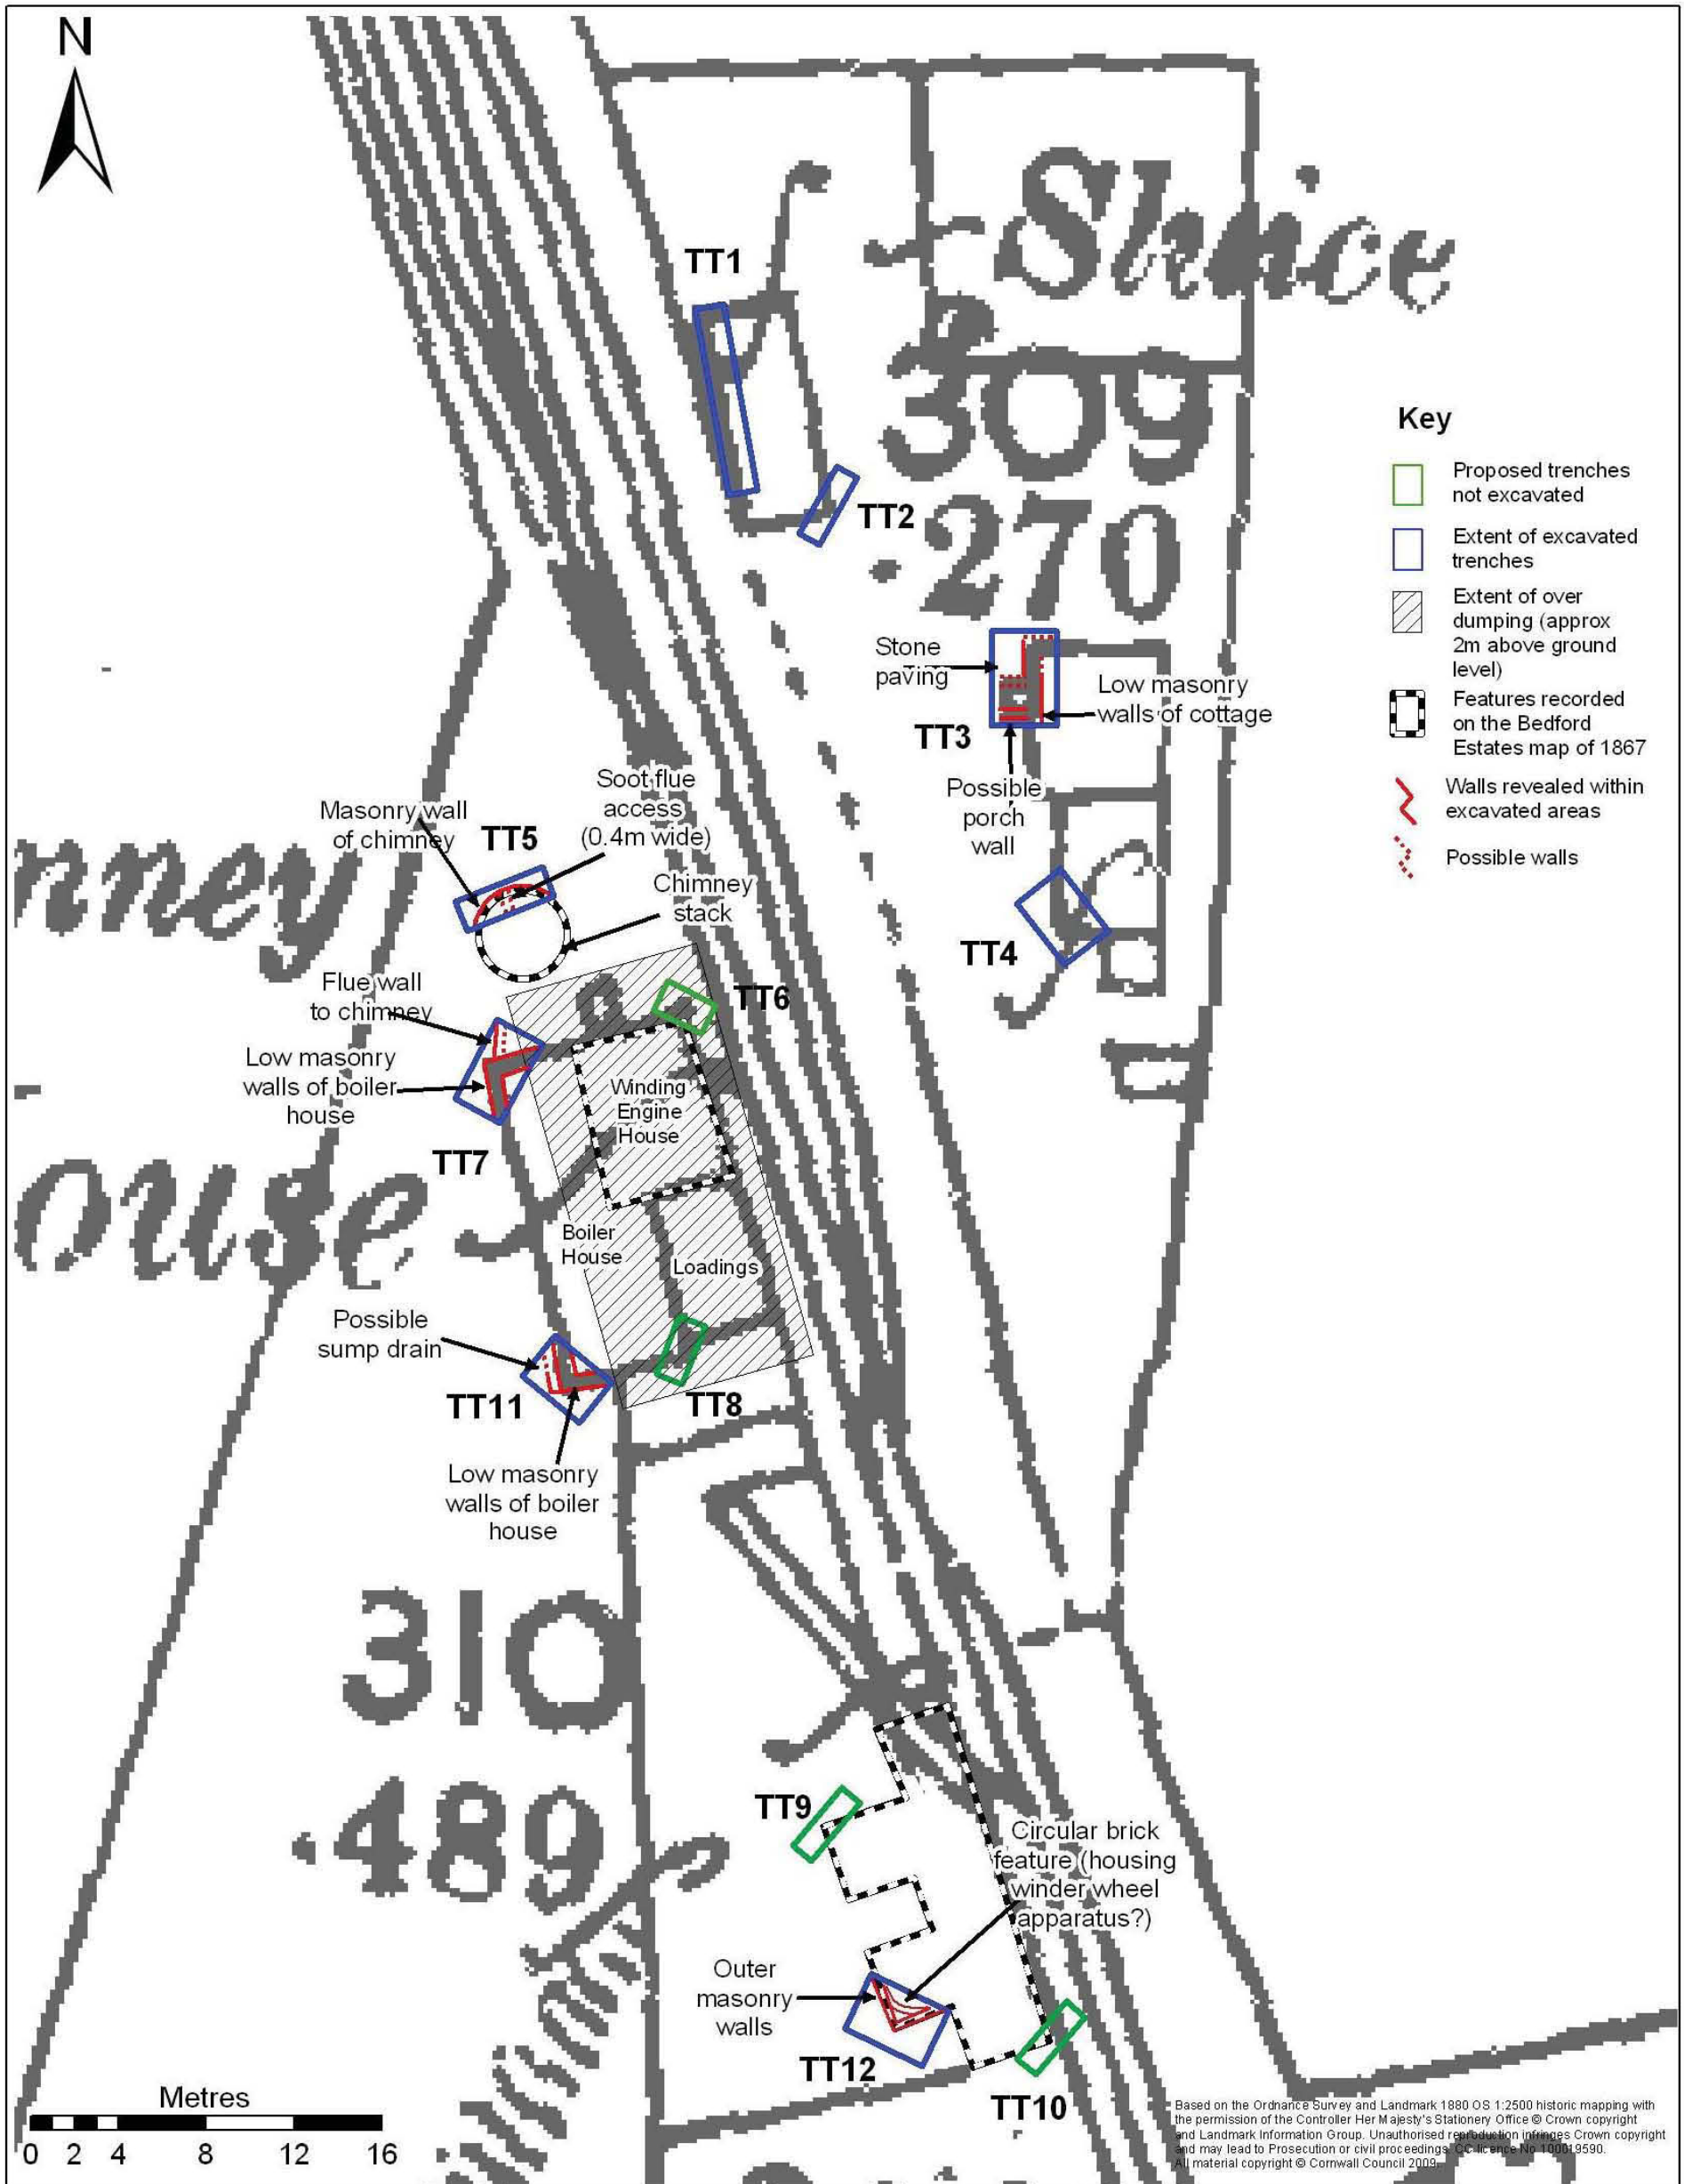 N
TT1
Shice
309
.270
TT2
Key
Proposed trenches
not excavated
Extent of excavated
trenches
Extent of over
dumping (approx
2m above ground
level)
Features recorded
on the Bedford
Estates map of 1867
Walls revealed within
excavated areas
Possible walls
Stone
paving
Low masonry
walls of cottage
TT3
Possible
porch
wall
TT4
Masonry wall
of chimney
TT5
Soot flue
access
(0.4m wide)
Chimney
stack
nney
Flue wall
to chimney
TT6
Low masonry
walls of boiler
house
TT7
Winding
Engine
House
ouse
Boiler
House
Loadings
Possible
sump drain
TT11
TT8
Low masonry
walls of boiler
house
310
.489
TT9
Circular brick
feature (housing
winder wheel
apparatus?)
Outer
masonry
walls
TT12
TT10
Metres
0 2 4 8 12 16
Based on the Ordnance Survey and Landmark 1880 OS 1:2500 historic mapping with
the permission of the Controller Her Majesty's Stationery Office © Crown copyright
and Landmark Information Group. Unauthorised reproduction infringes Crown copyright
and may lead to Prosecution or civil proceedings. CC licence No 100019590.
All material copyright © Cornwall Council 2009.